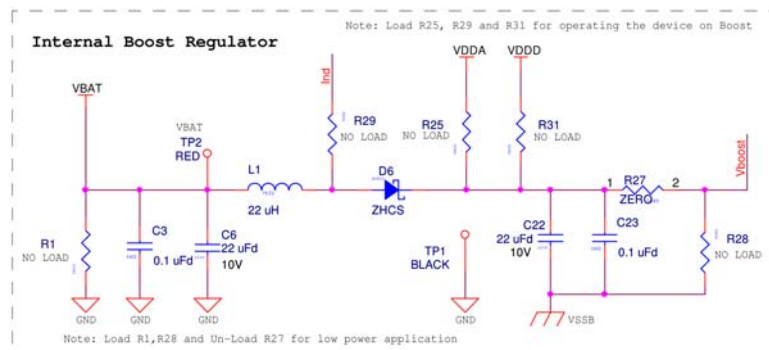 Note: Load R25, R29 and R31 for operating the device on Boost
Internal Boost Regulator
VBAT
Ind
VDDA
VDDD
Vboost
VBAT
TP2
RED
R29
NO LOAD
R25
NO LOAD
R31
NO LOAD
L1
22 uH
D6
ZHCS
1
R27
2
ZERO
R1
NO LOAD
C3
0.1 uFd
C6
22 uFd
10V
TP1
BLACK
C22
22 uFd
10V
C23
0.1 uFd
R28
NO LOAD
GND
GND
GND
GND
VSSB
Note: Load R1,R28 and Un-Load R27 for low power application